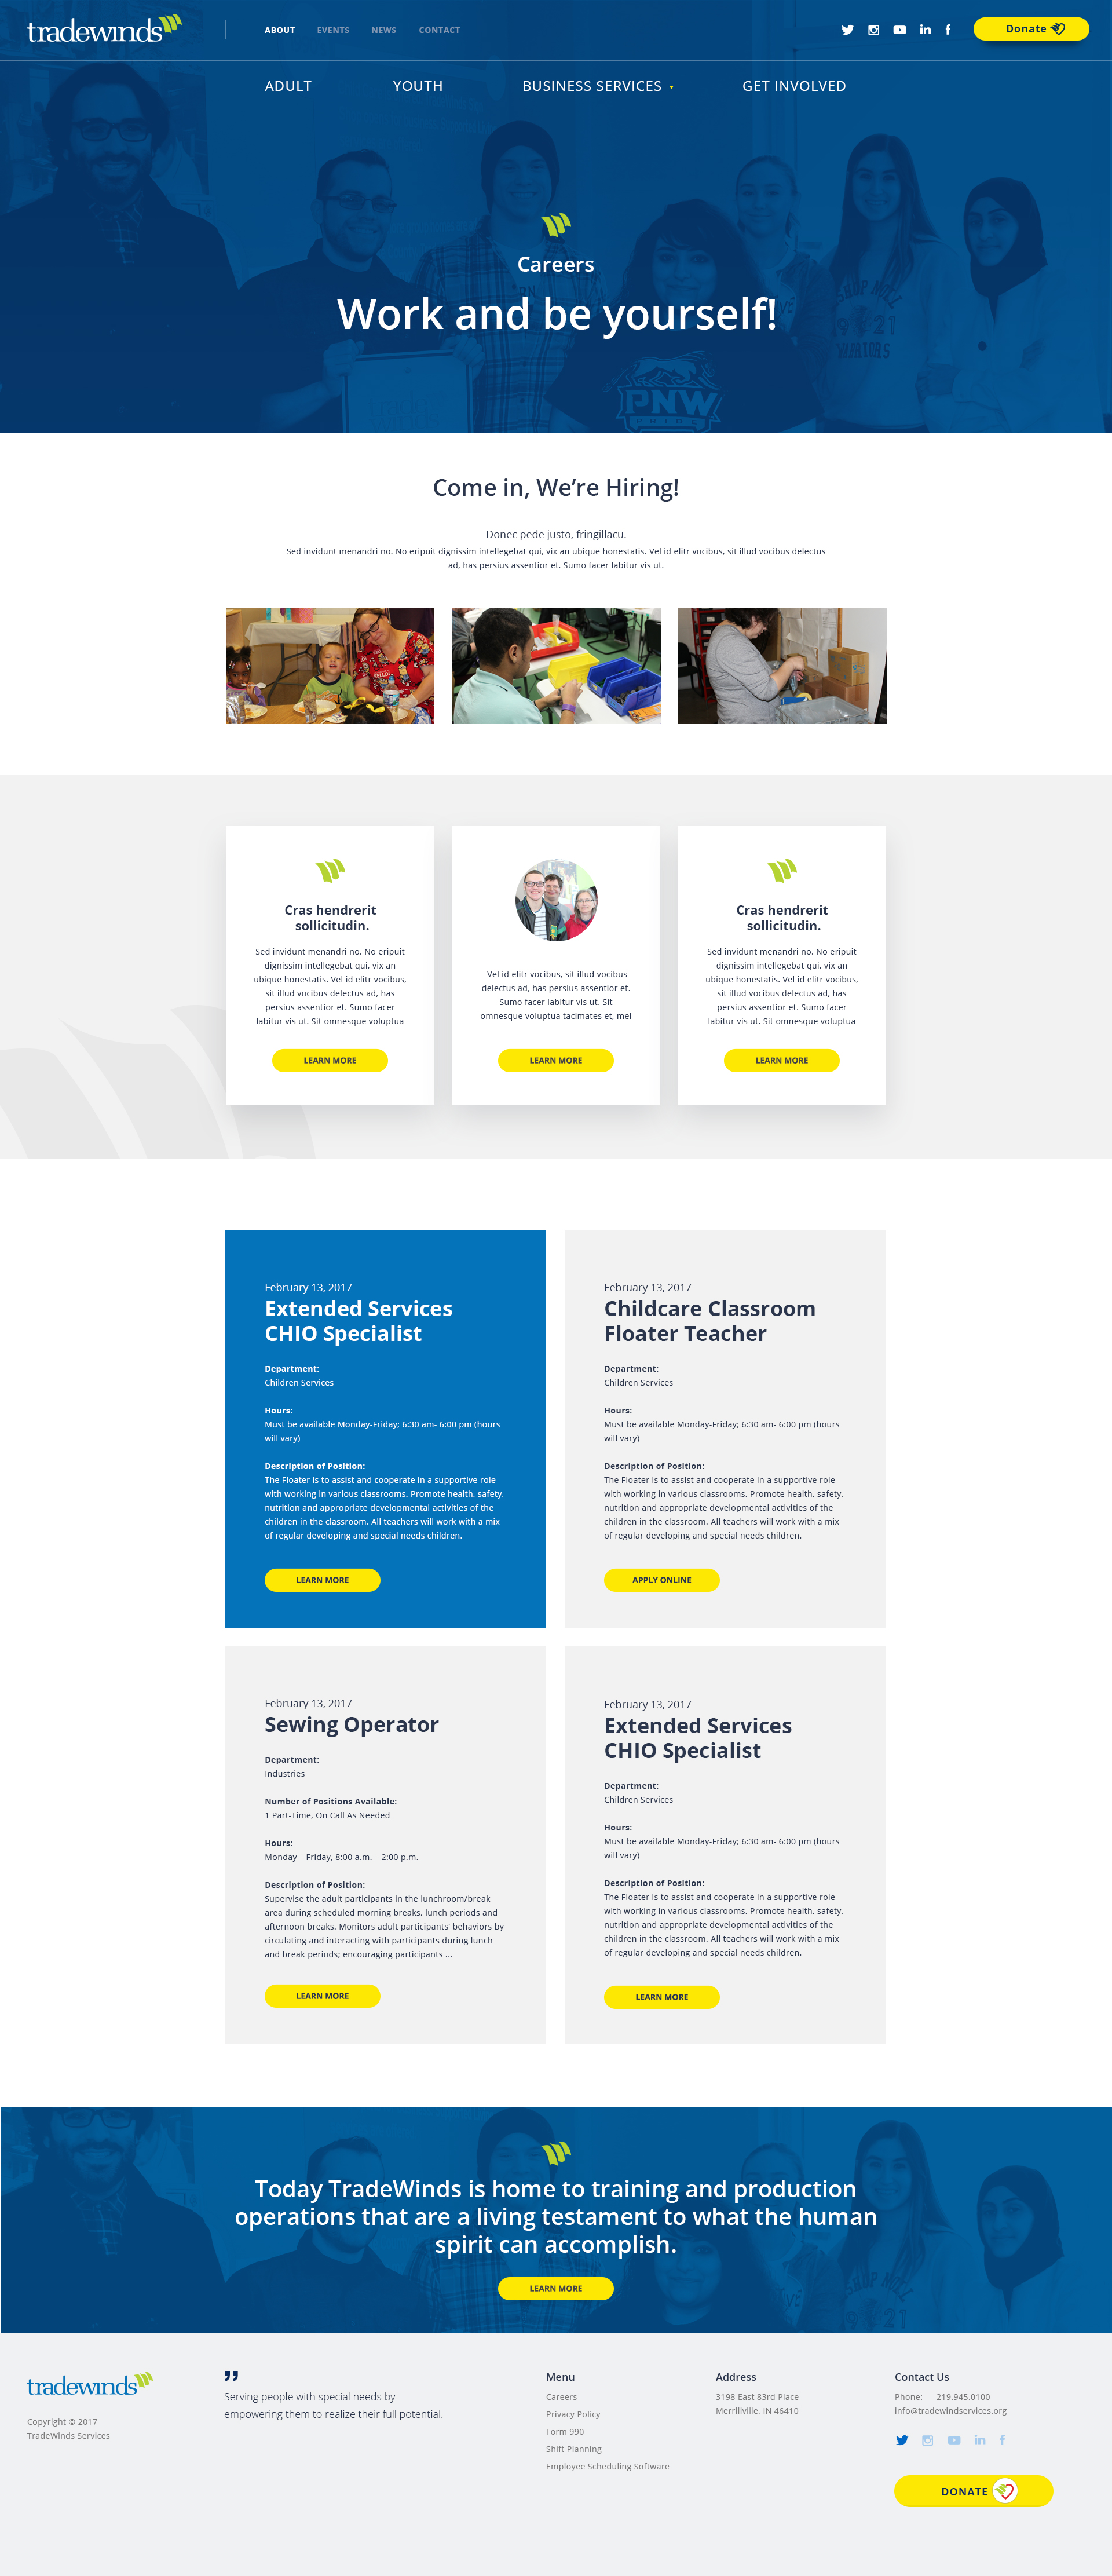 tradewinds
ABOUT EVENTS NEWS CONTACT
Donate
ADULT YOUTH BUSINESS SERVICES GET INVOLVED
Careers
Work and be yourself!
SHOP MILL
9 21
WARRIORS
PNW
PRIDE
Come in, We’re Hiring!
Donec pede justo, fringillacu.
Sed invidunt menandri no. No eripuit dignissim intellegebat qui, vix an ubique honestatis. Vel id elitr vocibus, sit illud vocibus delectus
ad, has persius assentior et. Sumo facer labitur vis ut.
Cras hendrerit
sollicitudin.
Sed invidunt menandri no. No eripuit
dignissim intellegebat qui, vix an
ubique honestatis. Vel id elitr vocibus,
sit illud vocibus delectus ad, has
persius assentior et. Sumo facer
labitur vis ut. Sit omnesque voluptua
LEARN MORE
Vel id elitr vocibus, sit illud vocibus
delectus ad, has persius assentior et.
Sumo facer labitur vis ut. Sit
omnesque voluptua tacimates et, mei
LEARN MORE
Cras hendrerit
sollicitudin.
Sed invidunt menandri no. No eripuit
dignissim intellegebat qui, vix an
ubique honestatis. Vel id elitr vocibus,
sit illud vocibus delectus ad, has
persius assentior et. Sumo facer
labitur vis ut. Sit omnesque voluptua
LEARN MORE
February 13, 2017
Extended Services
CHIO Specialist
Department:
Children Services
Hours:
Must be available Monday-Friday; 6:30 am- 6:00 pm (hours
will vary)
Description of Position:
The Floater is to assist and cooperate in a supportive role
with working in various classrooms. Promote health, safety,
nutrition and appropriate developmental activities of the
children in the classroom. All teachers will work with a mix
of regular developing and special needs children.
LEARN MORE
February 13, 2017
Childcare Classroom
Floater Teacher
Department:
Children Services
Hours:
Must be available Monday-Friday; 6:30 am- 6:00 pm (hours
will vary)
Description of Position:
The Floater is to assist and cooperate in a supportive role
with working in various classrooms. Promote health, safety,
nutrition and appropriate developmental activities of the
children in the classroom. All teachers will work with a mix
of regular developing and special needs children.
APPLY ONLINE
February 13, 2017
Sewing Operator
Department:
Industries
Number of Positions Available:
1 Part-Time, On Call As Needed
Hours:
Monday – Friday, 8:00 a.m. – 2:00 p.m.
Description of Position:
Supervise the adult participants in the lunchroom/break
area during scheduled morning breaks, lunch periods and
afternoon breaks. Monitors adult participants’ behaviors by
circulating and interacting with participants during lunch
and break periods; encouraging participants ...
LEARN MORE
February 13, 2017
Extended Services
CHIO Specialist
Department:
Children Services
Hours:
Must be available Monday-Friday; 6:30 am- 6:00 pm (hours
will vary)
Description of Position:
The Floater is to assist and cooperate in a supportive role
with working in various classrooms. Promote health, safety,
nutrition and appropriate developmental activities of the
children in the classroom. All teachers will work with a mix
of regular developing and special needs children.
LEARN MORE
Today TradeWinds is home to training and production
operations that are a living testament to what the human
spirit can accomplish.
LEARN MORE
tradewinds
Copyright © 2017
TradeWinds Services
”
Serving people with special needs by
empowering them to realize their full potential.
Menu
Careers
Privacy Policy
Form 990
Shift Planning
Employee Scheduling Software
Address
3198 East 83rd Place
Merrillville, IN 46410
Contact Us
Phone: 219.945.0100
info@tradewindservices.org
DONATE